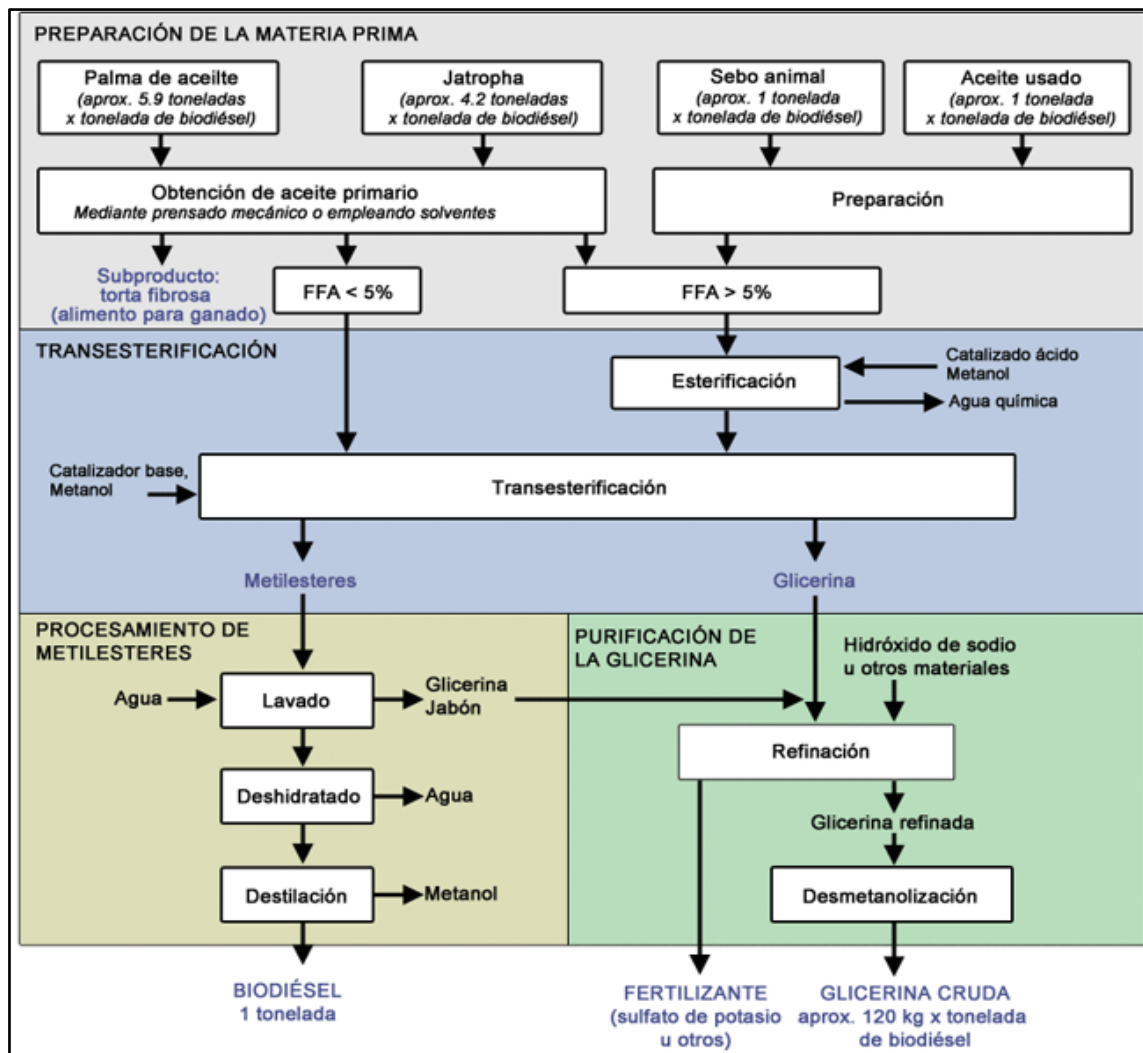 PREPARACIÓN DE LA MATERIA PRIMA
Palma de aceilte
(aprox. 5.9 toneladas
x tonelada de biodiésel)
Jatropha
(aprox. 4.2 toneladas
x tonelada de biodiésel)
Sebo animal
(aprox. 1 tonelada
x tonelada de biodiésel)
Aceite usado
(aprox. 1 tonelada
x tonelada de biodiésel)
Obtención de aceite primario
Mediante prensado mecánico o empleando solventes
Preparación
Subproducto:
torta fibrosa
(alimento para ganado)
FFA < 5%
FFA > 5%
TRANSESTERIFICACIÓN
Esterificación
Catalizado ácido
Metanol
Agua química
Catalizador base,
Metanol
Transesterificación
Metilesteres
Glicerina
PROCESAMIENTO DE
METILESTERES
Agua
Lavado
Glicerina
Jabón
Deshidratado
Agua
Destilación
Metanol
PURIFICACIÓN DE
LA GLICERINA
Hidróxido de sodio
u otros materiales
Refinación
Glicerina refinada
Desmetanolización
BIODIÉSEL
1 tonelada
FERTILIZANTE
(sulfato de potasio
u otros)
GLICERINA CRUDA
aprox. 120 kg x tonelada
de biodiésel